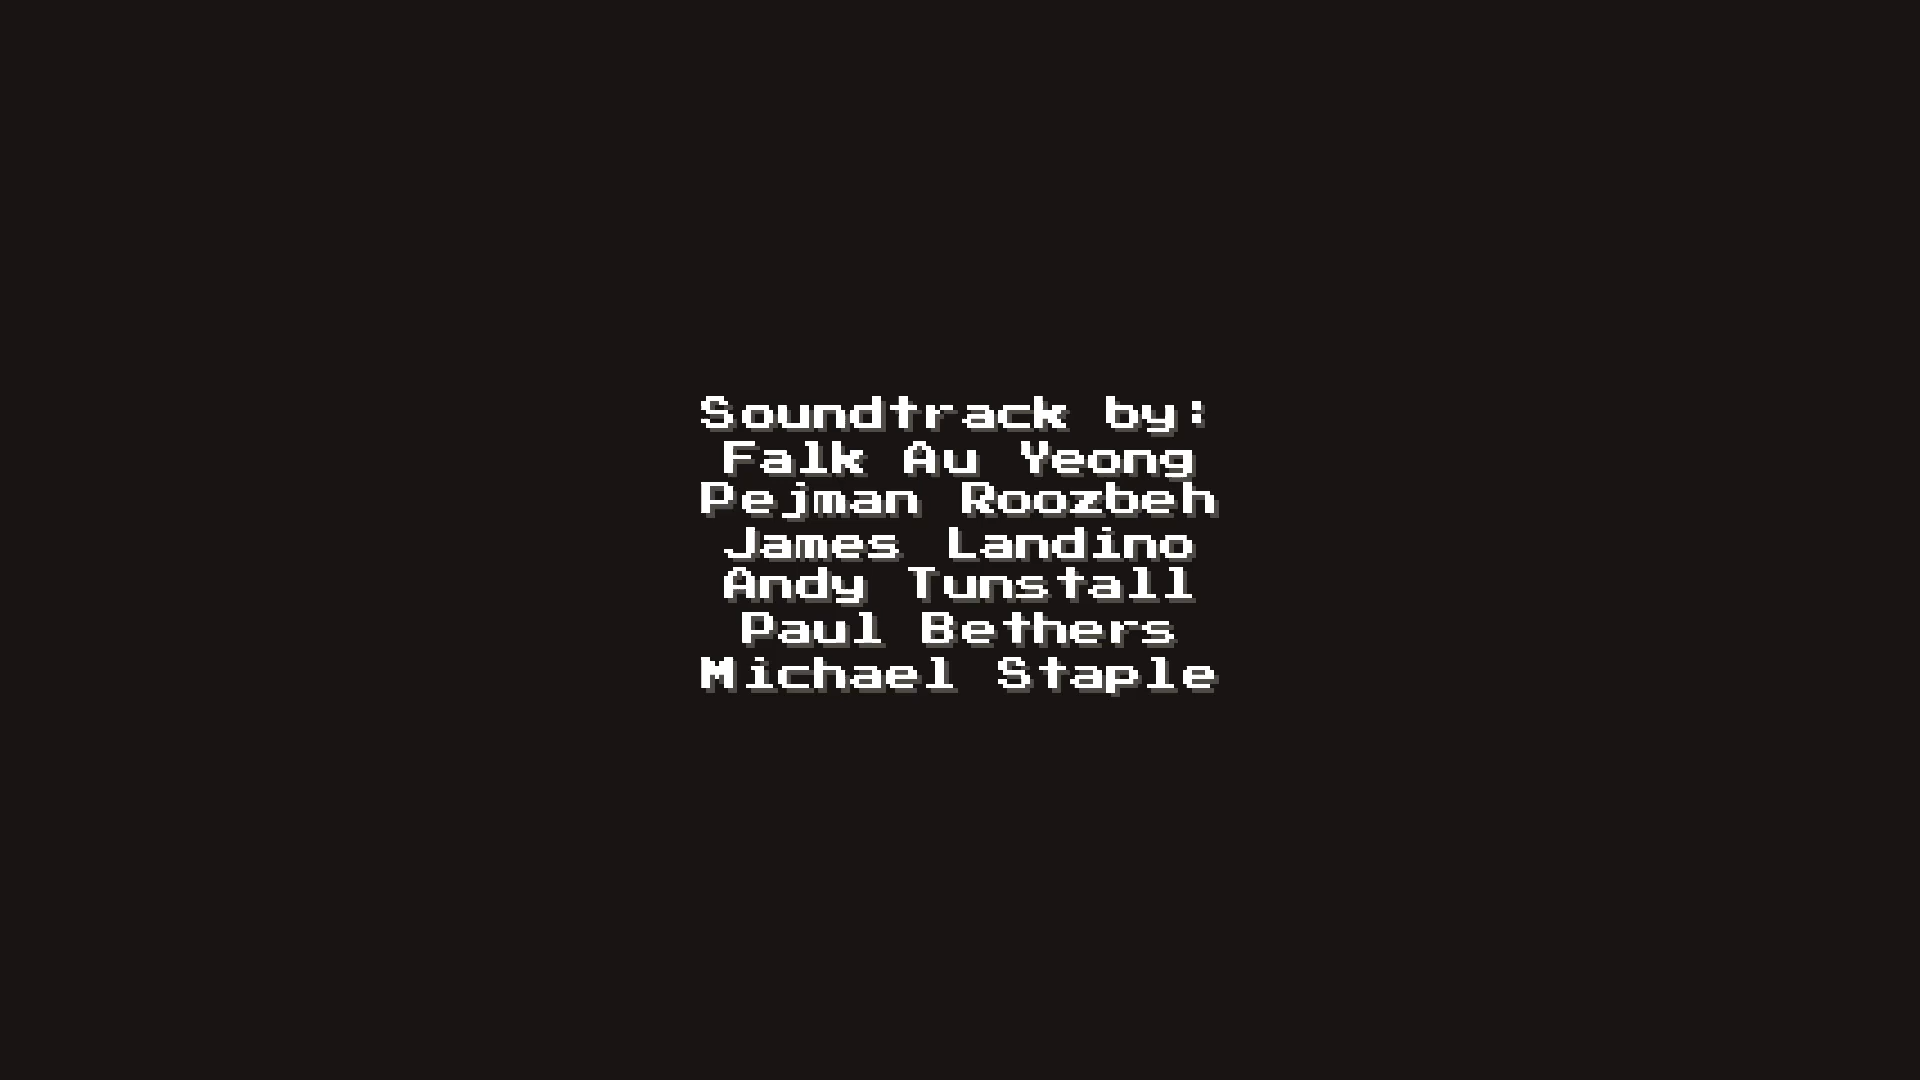 Soundtrack by:
Falk Au Yeong
Pejman Roozbeh
James Landino
Andy Tunstall
Paul Bethers
Michael Staple